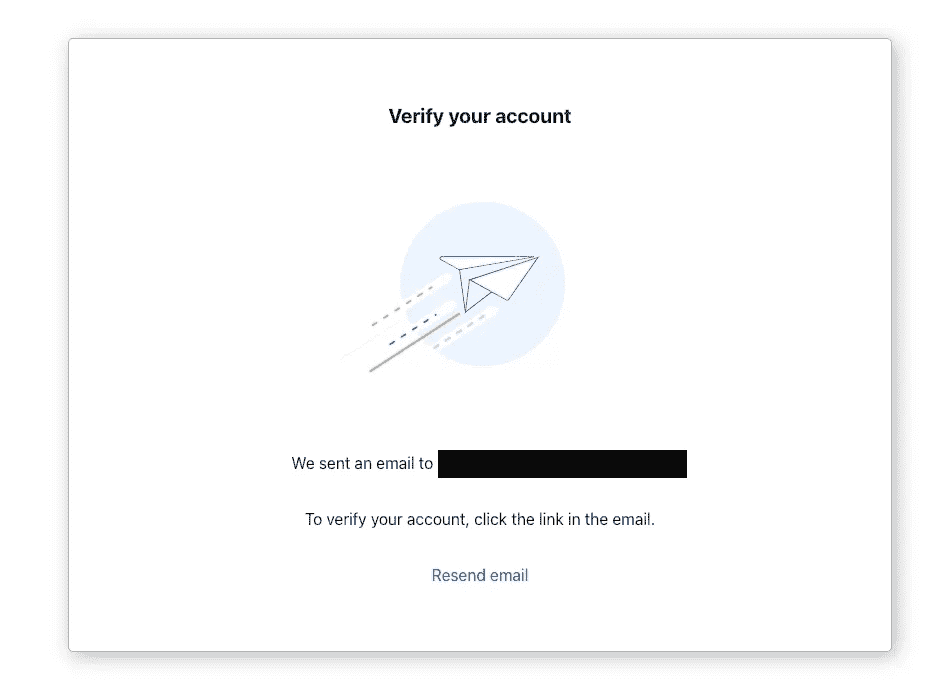 Verify your account
We sent an email to
To verify your account, click the link in the email.
Resend email